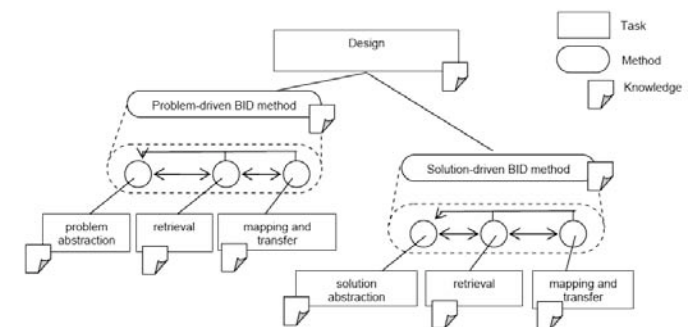 Design
Task
Method
Knowledge
Problem-driven BID method
Solution-driven BID method
problem
abstraction
retrieval
mapping and
transfer
solution
abstraction
retrieval
mapping and
transfer